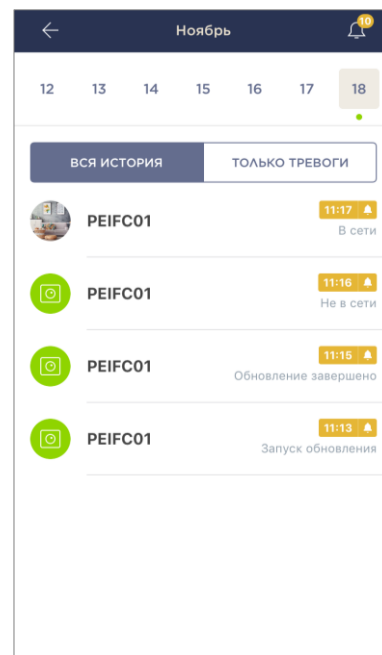 Ноябрь
10
12 13 14 15 16 17 18
ВСЯ ИСТОРИЯ ТОЛЬКО ТРЕВОГИ
PEIFC01
11:17
В сети
PEIFC01
11:16
Не в сети
PEIFC01
11:15
Обновление завершено
PEIFC01
11:13
Запуск обновления